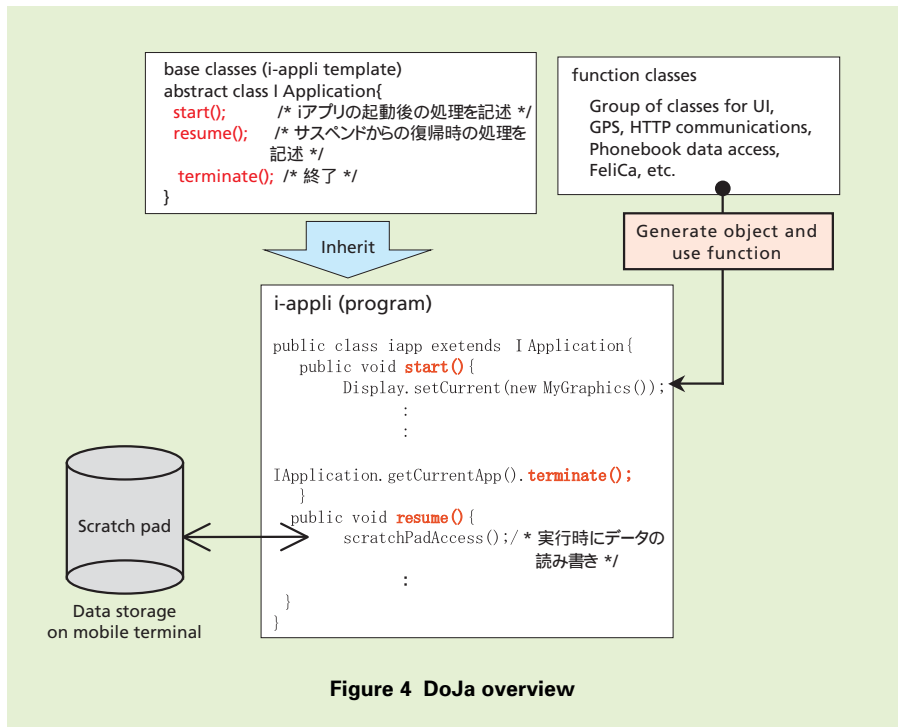 base classes (i-appli template)
abstract class I Application{
start(); /* iアプリの起動後の処理を記述 */
resume(); /* サスペンドからの復帰時の処理を
記述 */
terminate(); /* 終了 */
}
function classes
Group of classes for UI,
GPS, HTTP communications,
Phonebook data access,
FeliCa, etc.
Inherit
Generate object and
use function
i-appli (program)
public class iapp exetends I Application{
public void start(){
Display.setCurrent(new MyGraphics());
:
:
IApplication.getCurrentApp().terminate();
}
public void resume(){
scratchPadAccess();/* 実行時にデータの
読み書き */
:
}
}
Scratch pad
Data storage
on mobile terminal
Figure 4 DoJa overview